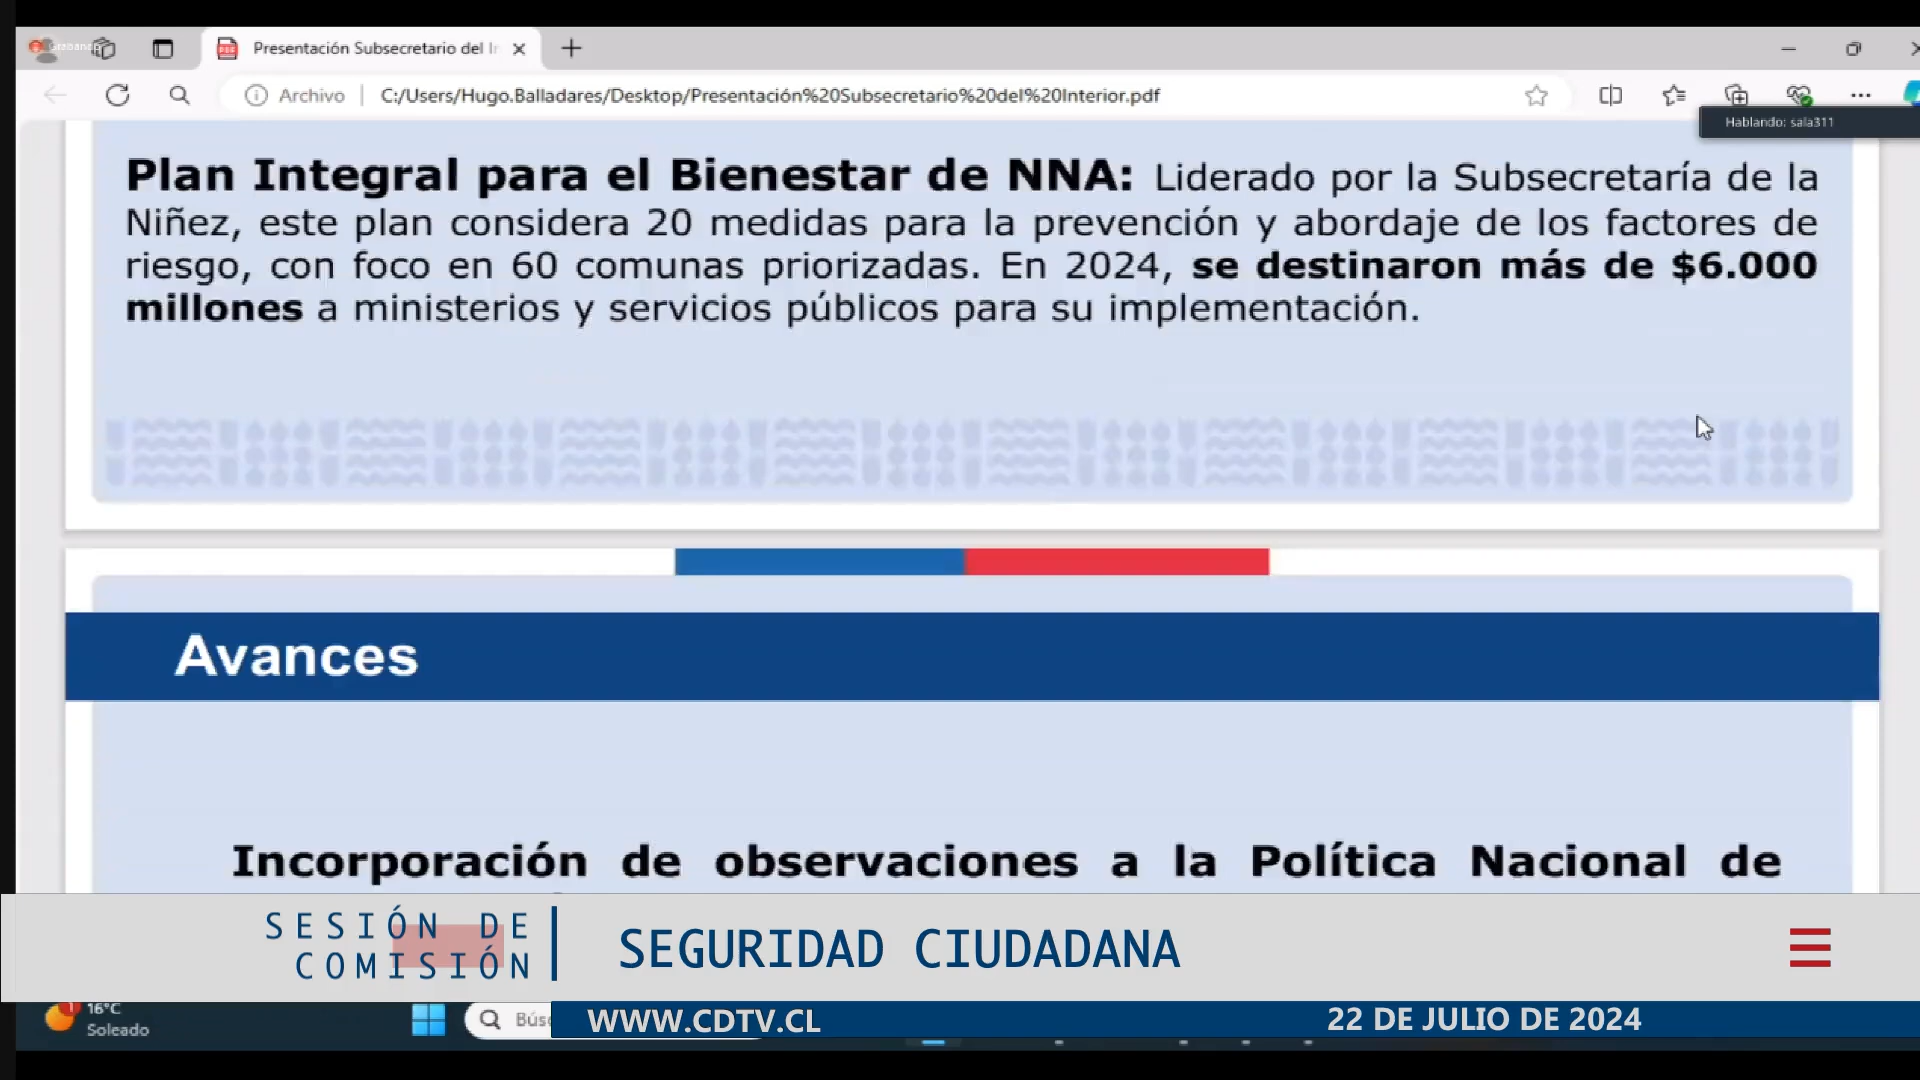 Grabando
Presentación Subsecretario del In
Archivo
C:/Users/Hugo.Balladares/Desktop/Presentación%20Subsecretario%20del%20Interior.pdf
Hablando: sala311
Plan Integral para el Bienestar de NNA: Liderado por la Subsecretaría de la
Niñez, este plan considera 20 medidas para la prevención y abordaje de los factores de
riesgo, con foco en 60 comunas priorizadas. En 2024, se destinaron más de $6.000
millones a ministerios y servicios públicos para su implementación.
Avances
Incorporación de observaciones a la Política Nacional de
SESIÓN DE
COMISIÓN
SEGURIDAD CIUDADANA
1
16°C
Soleado
Bús
WWW.CDTV.CL
22 DE JULIO DE 2024